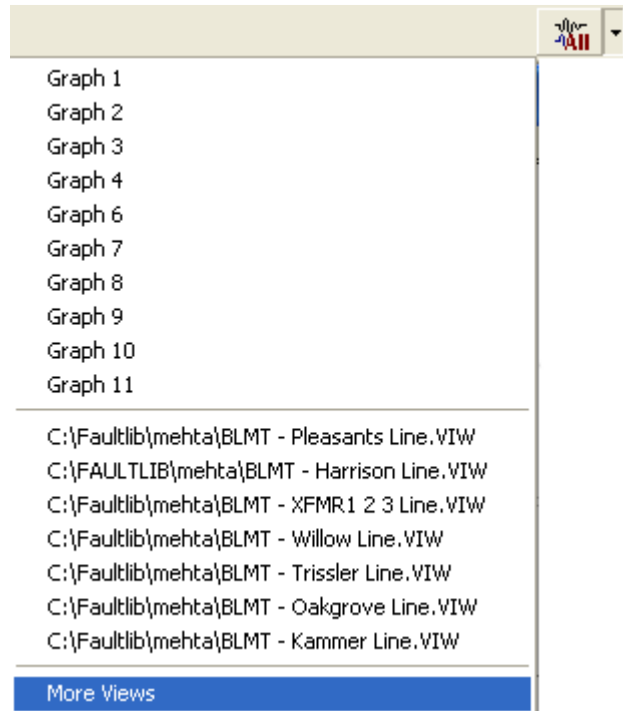 All
Graph 1
Graph 2
Graph 3
Graph 4
Graph 6
Graph 7
Graph 8
Graph 9
Graph 10
Graph 11
C:\Faultlib\mehta\BLMT - Pleasants Line.VIW
C:\FAULTLIB\mehta\BLMT - Harrison Line.VIW
C:\Faultlib\mehta\BLMT - XFMR1 2 3 Line.VIW
C:\Faultlib\mehta\BLMT - Willow Line.VIW
C:\Faultlib\mehta\BLMT - Trissler Line.VIW
C:\Faultlib\mehta\BLMT - Oakgrove Line.VIW
C:\Faultlib\mehta\BLMT - Kammer Line.VIW
More Views